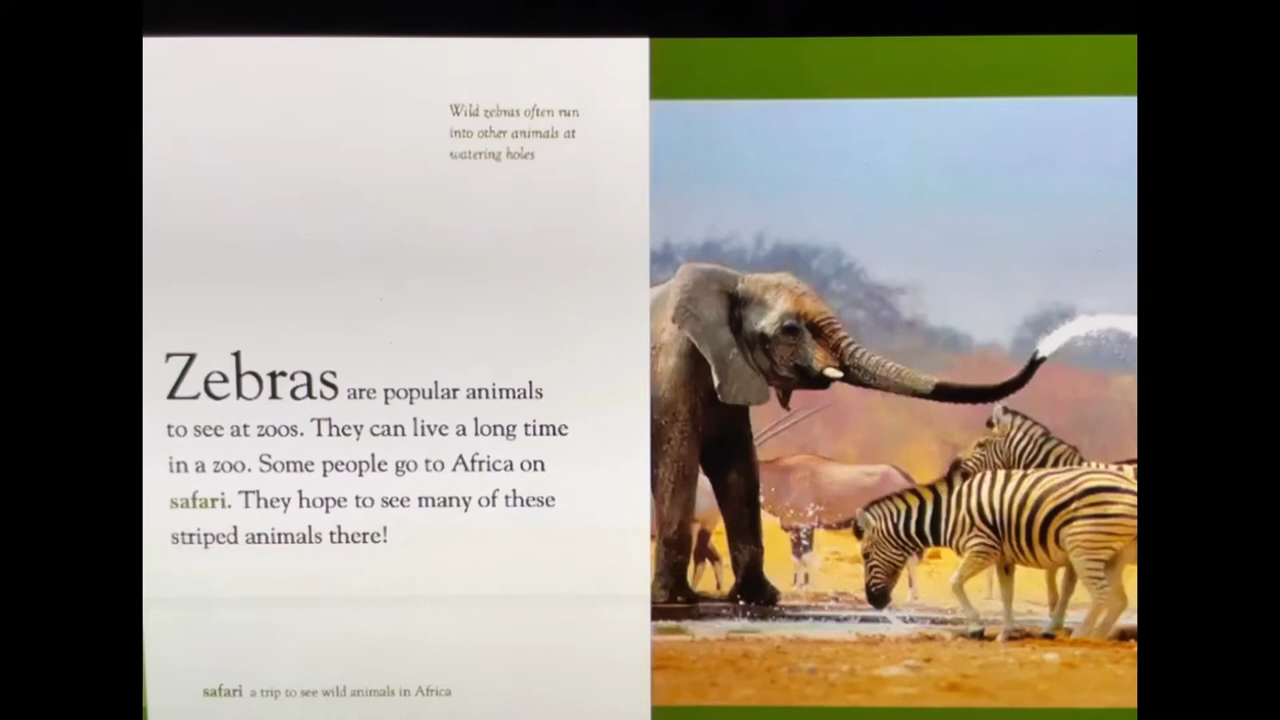 Wild zebras often run
into other animals at
watering holes
Zebras are popular animals
to see at zoos. They can live a long time
in a zoo. Some people go to Africa on
safari. They hope to see many of these
striped animals there!
safari a trip to see wild animals in Africa